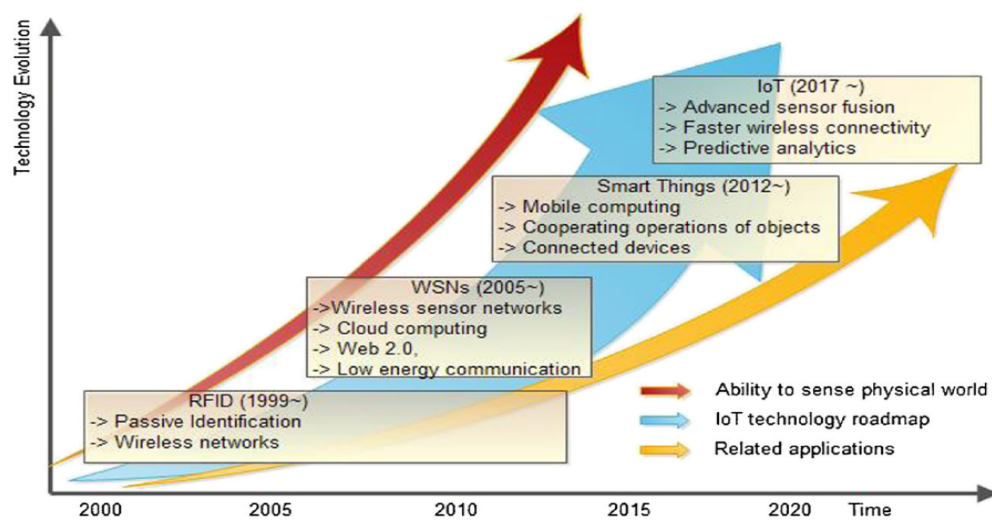 Technology Evolution
IoT (2017 ~)
-> Advanced sensor fusion
-> Faster wireless connectivity
-> Predictive analytics
Smart Things (2012~)
-> Mobile computing
-> Cooperating operations of objects
-> Connected devices
WSNs (2005~)
->Wireless sensor networks
-> Cloud computing
-> Web 2.0,
-> Low energy communication
RFID (1999~)
-> Passive Identification
-> Wireless networks
Ability to sense physical world
IoT technology roadmap
Related applications
2000 2005 2010 2015 2020 Time